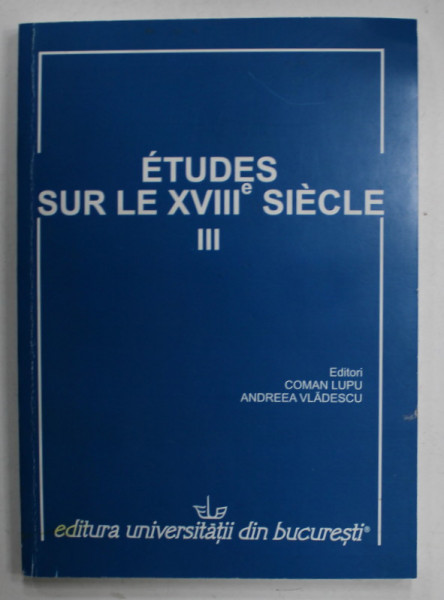 ÉTUDES
SUR LE XVIIIe SIÈCLE
III
Editori
COMAN LUPU
ANDREEA VLĂDESCU
editura universității din bucurești®